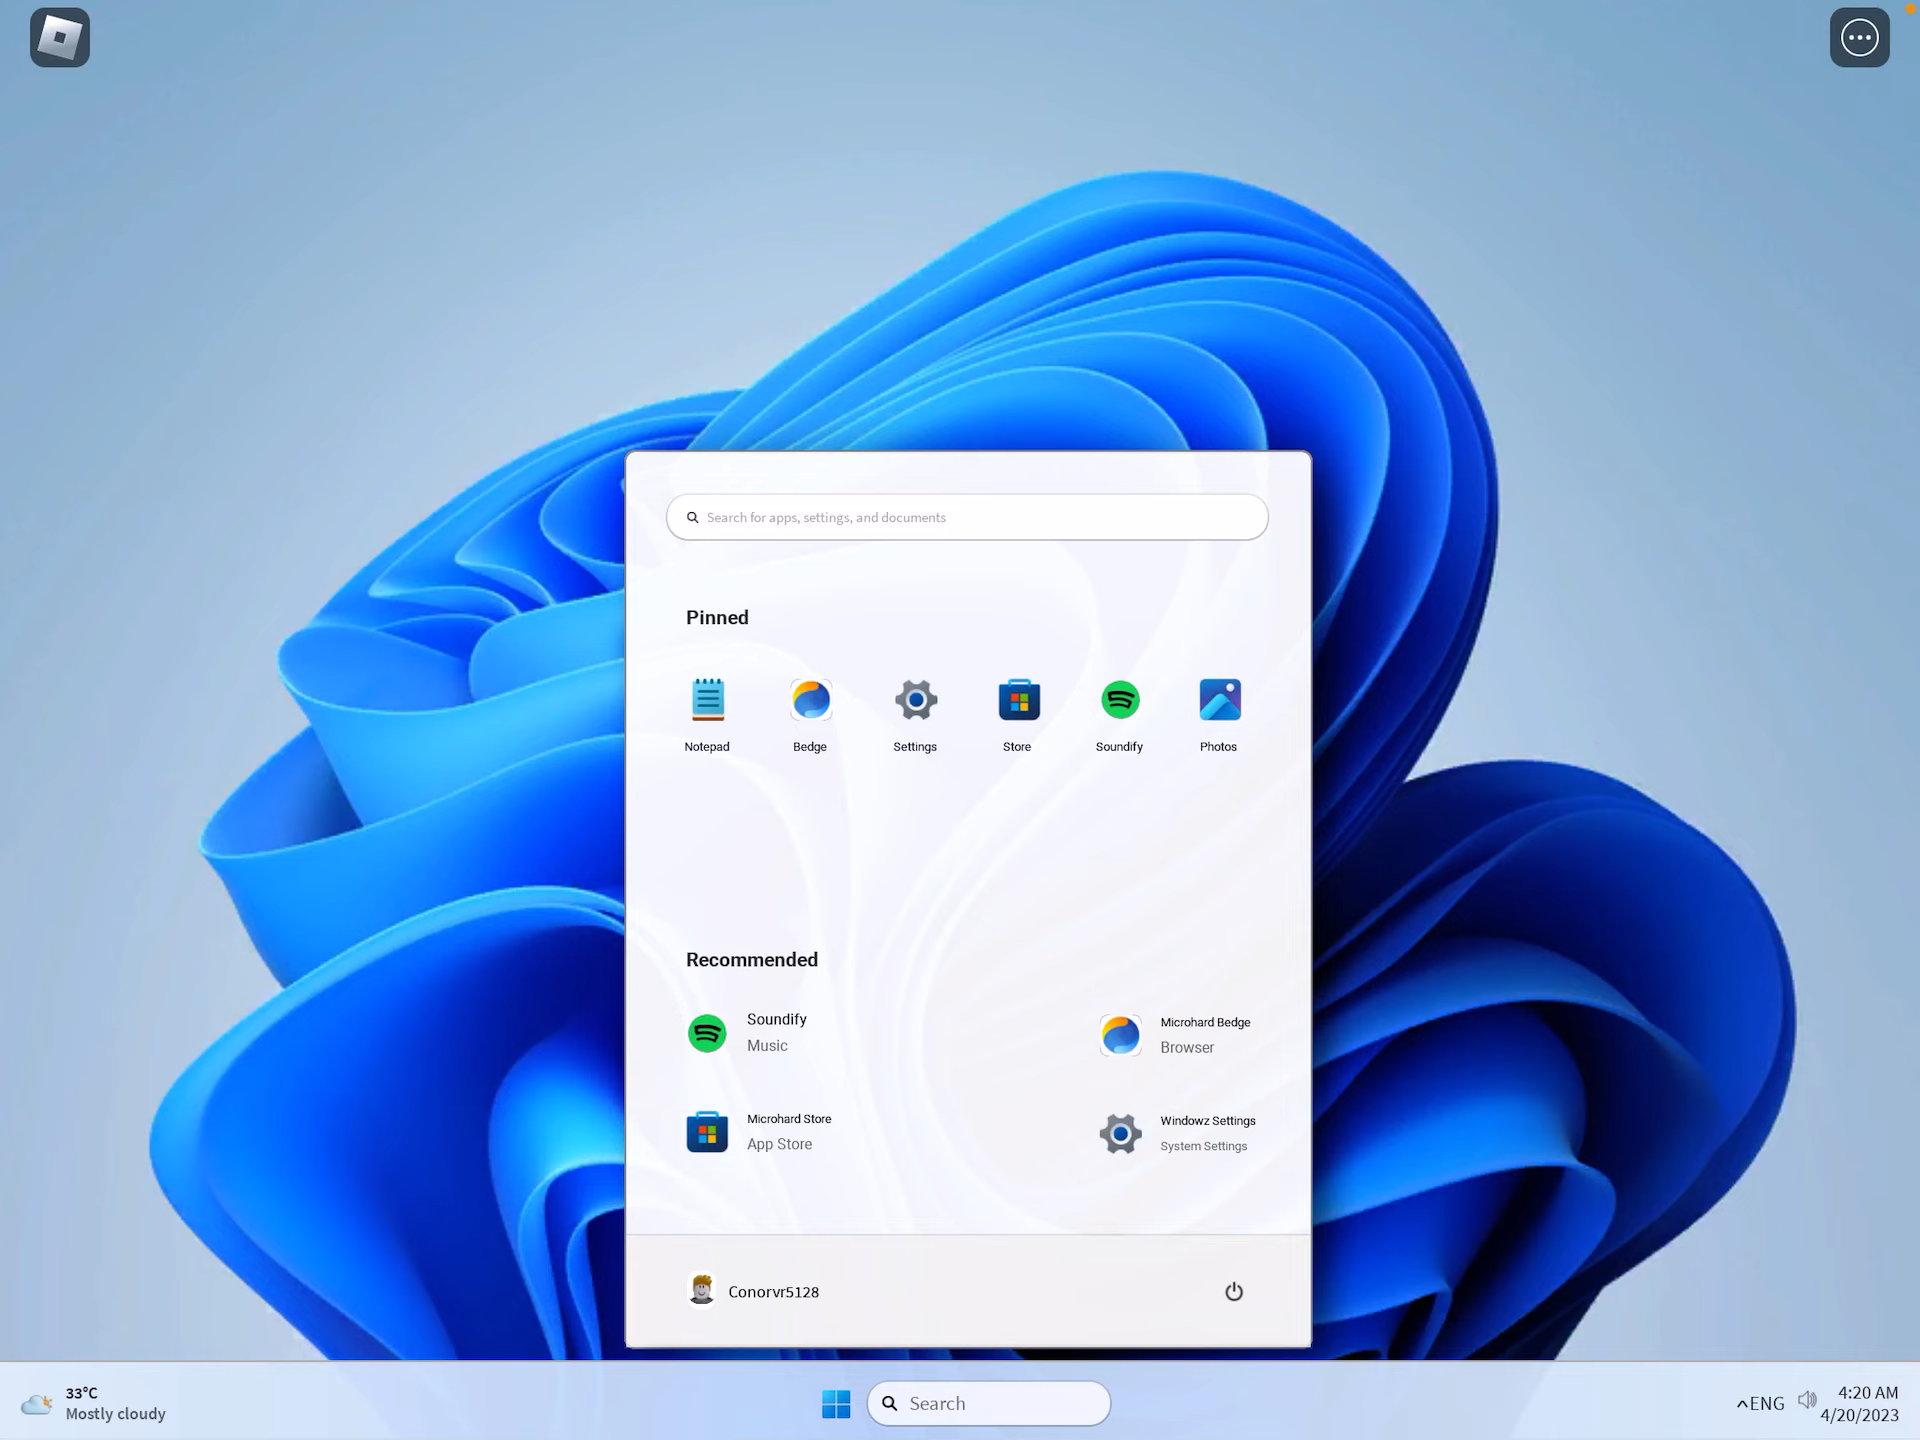 Search for apps, settings, and documents
Pinned
Notepad
Bedge
Settings
Store
Soundify
Photos
Recommended
Soundify
Music
Microhard Bedge
Browser
Microhard Store
App Store
Windowz Settings
System Settings
Conorvr5128
33°C
Mostly cloudy
Search
ENG
4:20 AM
4/20/2023